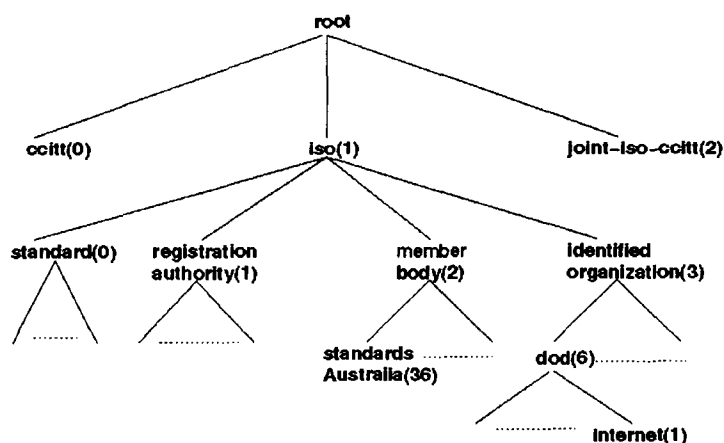 root
ccitt(0)
iso(1)
joint-iso-ccitt(2)
standard(0)
registration
authority(1)
member
body(2)
identified
organization(3)
standards
Australia(36)
dod(6)
internet(1)